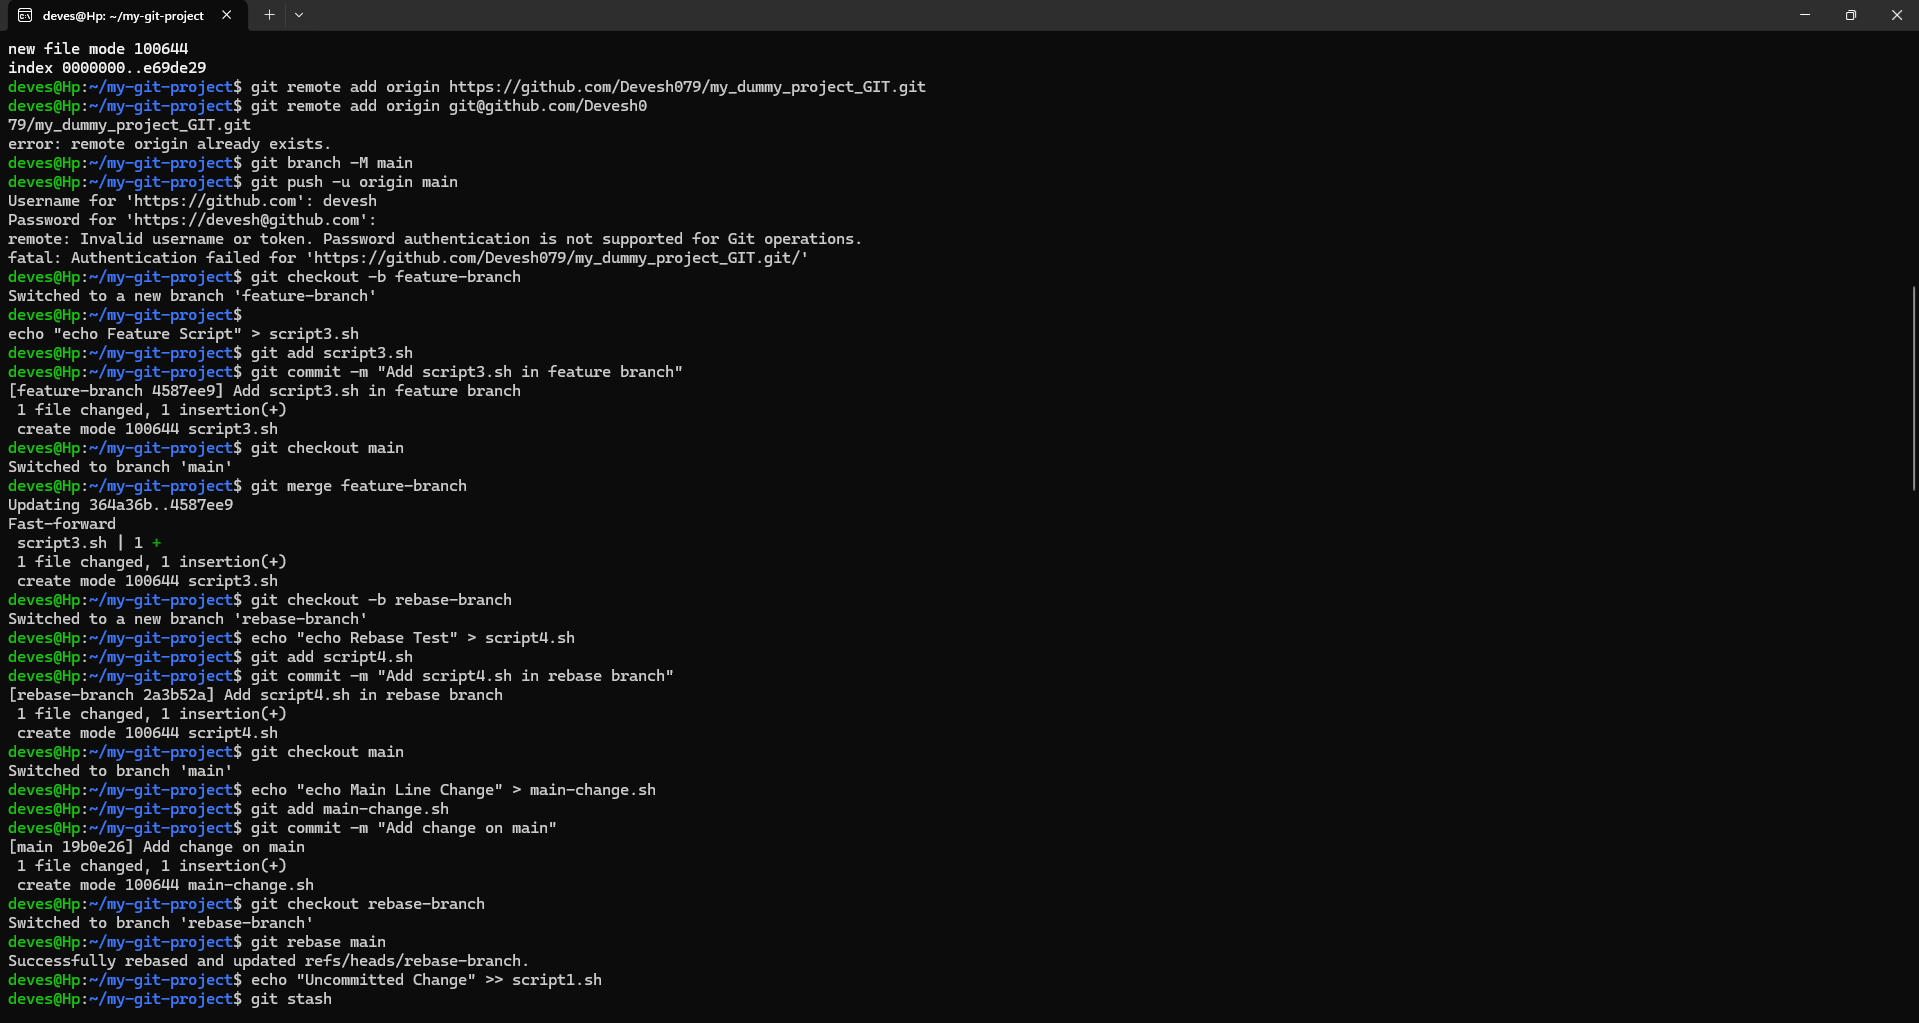 deves@Hp: ~/my-git-project
new file mode 100644
index 0000000..e69de29
deves@Hp:~/my-git-project$ git remote add origin https://github.com/Devesh079/my_dummy_project_GIT.git
deves@Hp:~/my-git-project$ git remote add origin git@github.com/Devesh0
79/my_dummy_project_GIT.git
error: remote origin already exists.
deves@Hp:~/my-git-project$ git branch -M main
deves@Hp:~/my-git-project$ git push -u origin main
Username for 'https://github.com': devesh
Password for 'https://devesh@github.com':
remote: Invalid username or token. Password authentication is not supported for Git operations.
fatal: Authentication failed for 'https://github.com/Devesh079/my_dummy_project_GIT.git/'
deves@Hp:~/my-git-project$ git checkout -b feature-branch
Switched to a new branch 'feature-branch'
deves@Hp:~/my-git-project$
echo "echo Feature Script" > script3.sh
deves@Hp:~/my-git-project$ git add script3.sh
deves@Hp:~/my-git-project$ git commit -m "Add script3.sh in feature branch"
[feature-branch 4587ee9] Add script3.sh in feature branch
 1 file changed, 1 insertion(+)
 create mode 100644 script3.sh
deves@Hp:~/my-git-project$ git checkout main
Switched to branch 'main'
deves@Hp:~/my-git-project$ git merge feature-branch
Updating 364a36b..4587ee9
Fast-forward
 script3.sh | 1 +
 1 file changed, 1 insertion(+)
 create mode 100644 script3.sh
deves@Hp:~/my-git-project$ git checkout -b rebase-branch
Switched to a new branch 'rebase-branch'
deves@Hp:~/my-git-project$ echo "echo Rebase Test" > script4.sh
deves@Hp:~/my-git-project$ git add script4.sh
deves@Hp:~/my-git-project$ git commit -m "Add script4.sh in rebase branch"
[rebase-branch 2a3b52a] Add script4.sh in rebase branch
 1 file changed, 1 insertion(+)
 create mode 100644 script4.sh
deves@Hp:~/my-git-project$ git checkout main
Switched to branch 'main'
deves@Hp:~/my-git-project$ echo "echo Main Line Change" > main-change.sh
deves@Hp:~/my-git-project$ git add main-change.sh
deves@Hp:~/my-git-project$ git commit -m "Add change on main"
[main 19b0e26] Add change on main
 1 file changed, 1 insertion(+)
 create mode 100644 main-change.sh
deves@Hp:~/my-git-project$ git checkout rebase-branch
Switched to branch 'rebase-branch'
deves@Hp:~/my-git-project$ git rebase main
Successfully rebased and updated refs/heads/rebase-branch.
deves@Hp:~/my-git-project$ echo "Uncommitted Change" >> script1.sh
deves@Hp:~/my-git-project$ git stash